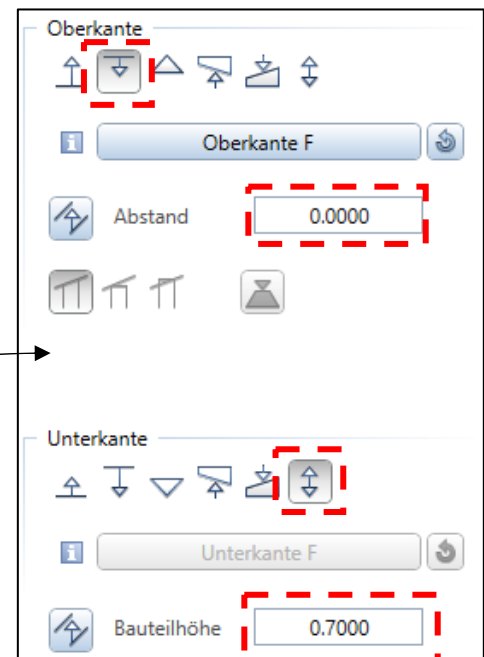 Oberkante
Oberkante F
Abstand 0.0000
Unterkante
Unterkante F
Bauteilhöhe 0.7000